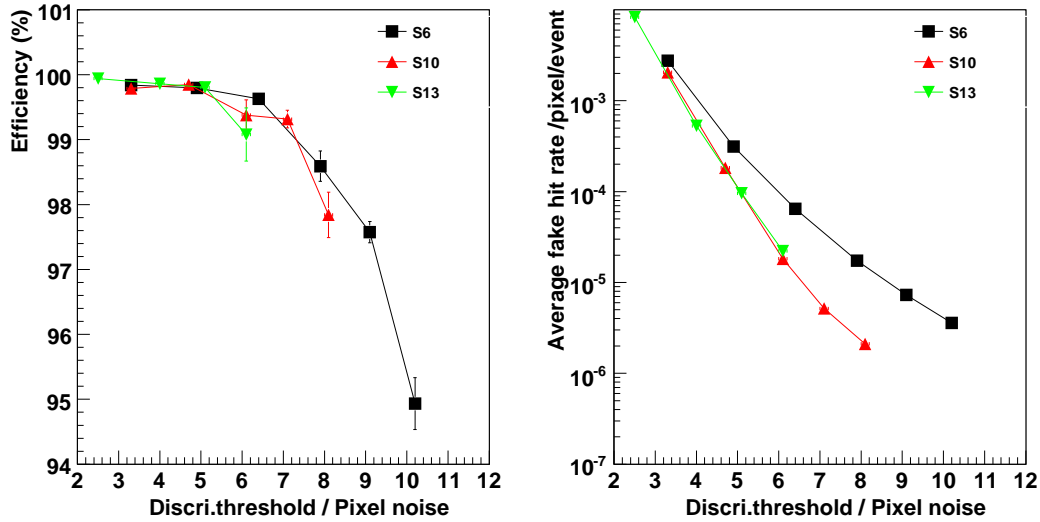 Efficiency (%)
101
100
99
98
97
96
95
94
2 3 4 5 6 7 8 9 10 11 12
Discri.threshold / Pixel noise
S6
S10
S13
Average fake hit rate /pixel/event
10-3
10-4
10-5
10-6
10-7
2 3 4 5 6 7 8 9 10 11 12
Discri.threshold / Pixel noise
S6
S10
S13